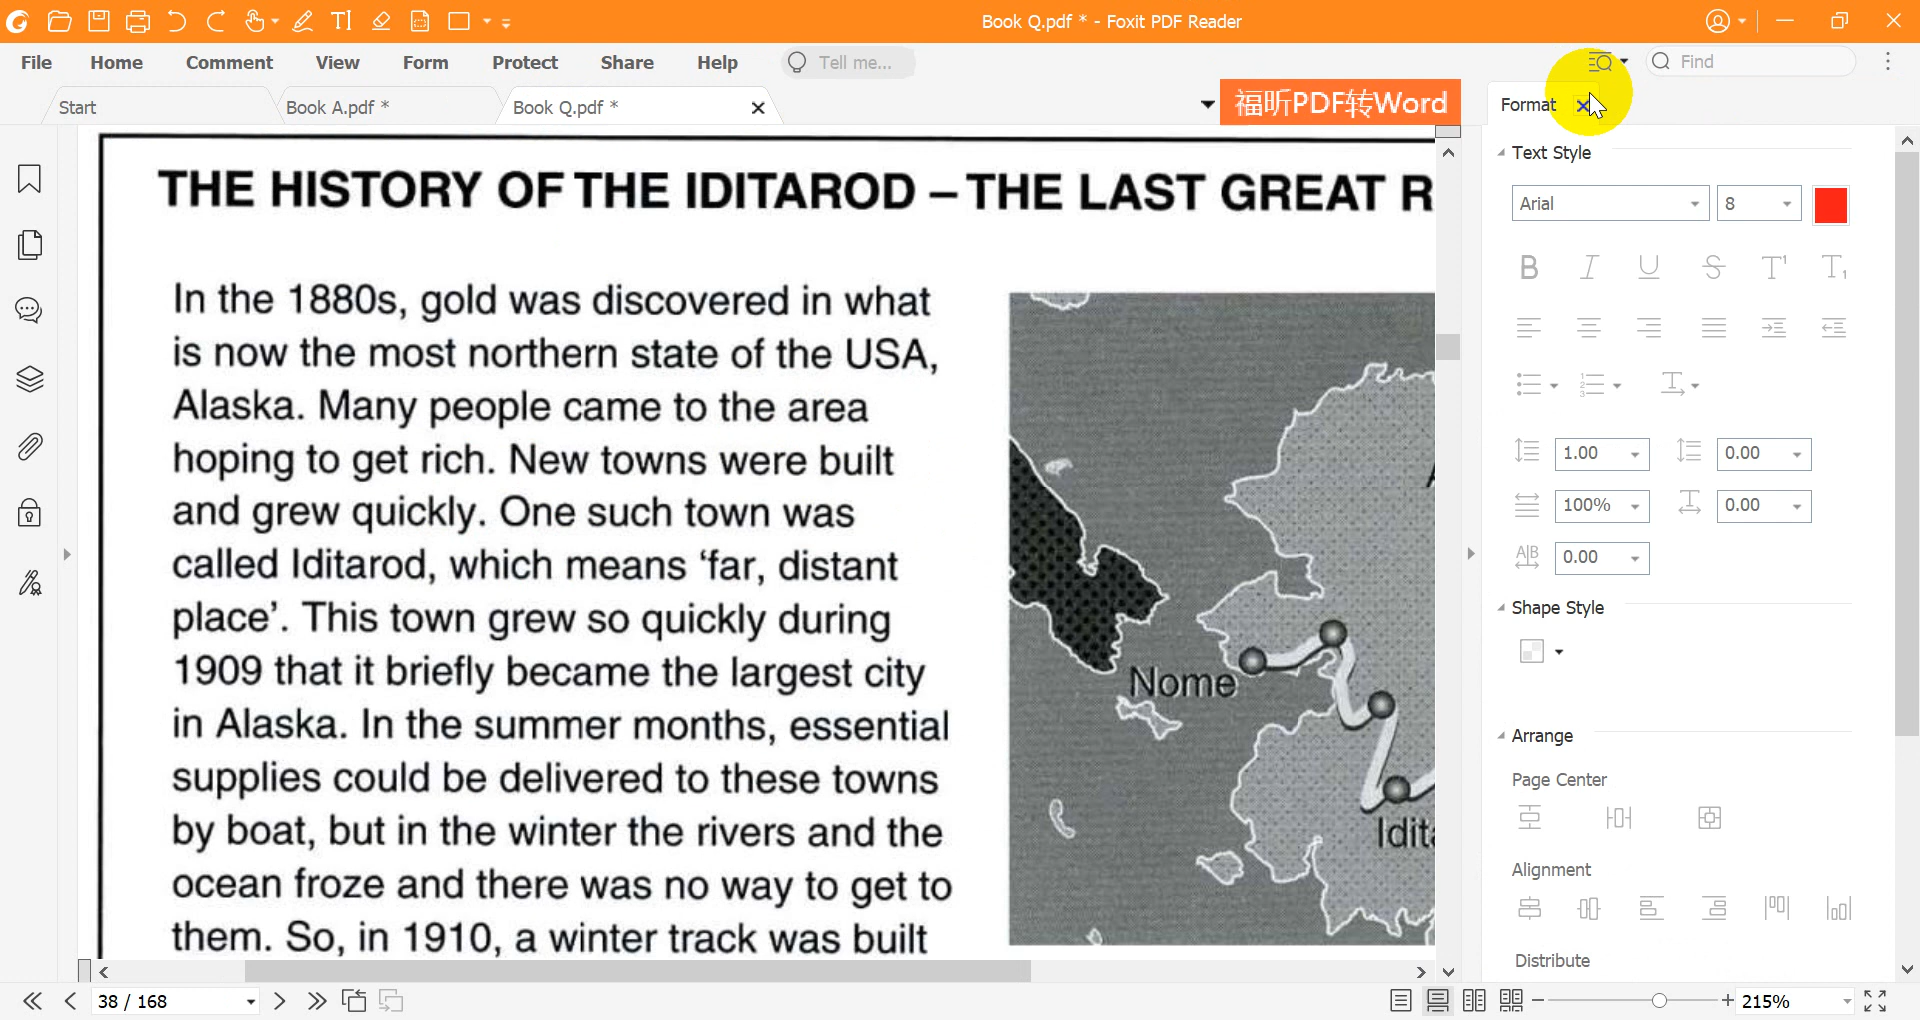 Book Q.pdf * - Foxit PDF Reader
File Home Comment View Form Protect Share Help Tell me... Find
Start Book A.pdf * Book Q.pdf * 福昕PDF转Word Format
Text Style
Arial 8
1.00 0.00
100% 0.00
A|B 0.00
Shape Style
Arrange
Page Center
Alignment
Distribute
THE HISTORY OF THE IDITAROD – THE LAST GREAT R
In the 1880s, gold was discovered in what
is now the most northern state of the USA,
Alaska. Many people came to the area
hoping to get rich. New towns were built
and grew quickly. One such town was
called Iditarod, which means ‘far, distant
place’. This town grew so quickly during
1909 that it briefly became the largest city
in Alaska. In the summer months, essential
supplies could be delivered to these towns
by boat, but in the winter the rivers and the
ocean froze and there was no way to get to
them. So, in 1910, a winter track was built
Nome
Idita
38 / 168 215%